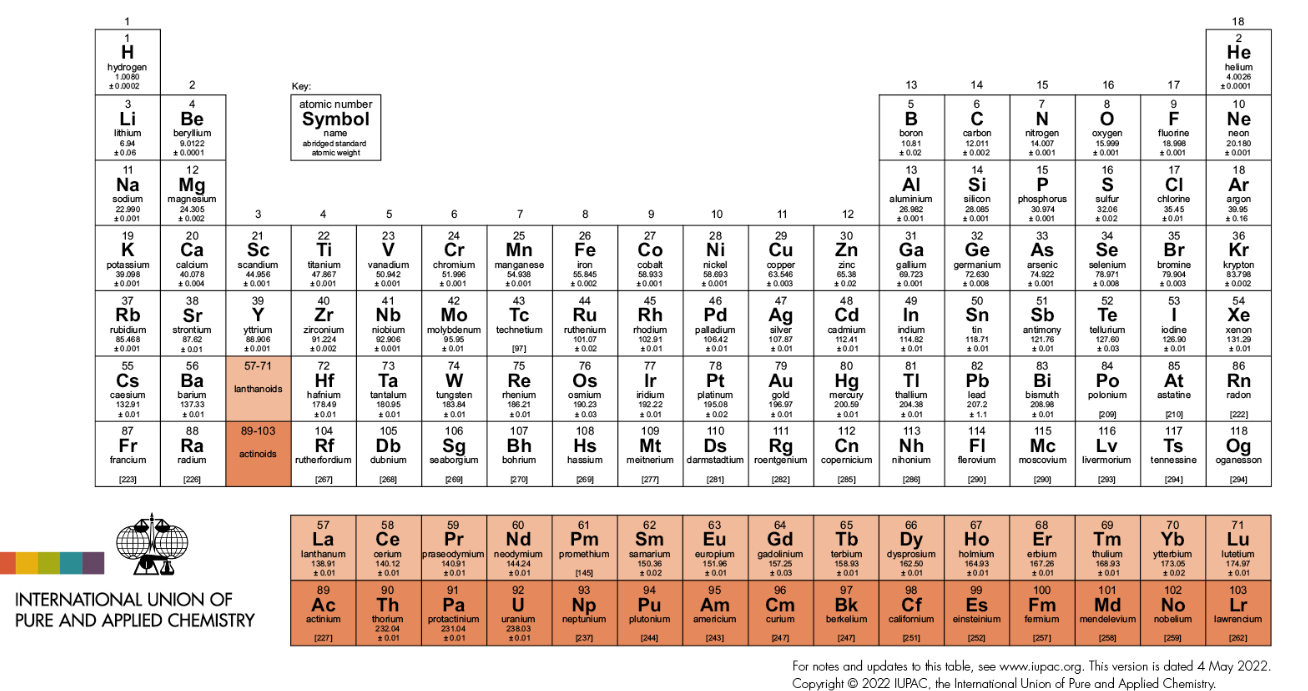 1 18
1 2
H He
hydrogen helium
1.0080 4.0026
± 0.0002 2 Key: 13 14 15 16 17 ± 0.0001
3 4 atomic number 5 6 7 8 9 10
Li Be Symbol B C N O F Ne
lithium beryllium name boron carbon nitrogen oxygen fluorine neon
6.94 9.0122 abridged standard 10.81 12.011 14.007 15.999 18.998 20.180
± 0.06 ± 0.0001 atomic weight ± 0.02 ± 0.002 ± 0.001 ± 0.001 ± 0.001 ± 0.001
11 12 13 14 15 16 17 18
Na Mg Al Si P S Cl Ar
sodium magnesium aluminium silicon phosphorus sulfur chlorine argon
22.990 24.305 26.982 28.085 30.974 32.06 35.45 39.95
± 0.001 ± 0.002 3 4 5 6 7 8 9 10 11 12 ± 0.001 ± 0.001 ± 0.001 ± 0.02 ± 0.01 ± 0.16
19 20 21 22 23 24 25 26 27 28 29 30 31 32 33 34 35 36
K Ca Sc Ti V Cr Mn Fe Co Ni Cu Zn Ga Ge As Se Br Kr
potassium calcium scandium titanium vanadium chromium manganese iron cobalt nickel copper zinc gallium germanium arsenic selenium bromine krypton
39.098 40.078 44.956 47.867 50.942 51.996 54.938 55.845 58.933 58.693 63.546 65.38 69.723 72.630 74.922 78.971 79.904 83.798
± 0.001 ± 0.004 ± 0.001 ± 0.001 ± 0.001 ± 0.001 ± 0.001 ± 0.002 ± 0.001 ± 0.001 ± 0.003 ± 0.02 ± 0.001 ± 0.008 ± 0.001 ± 0.008 ± 0.003 ± 0.002
37 38 39 40 41 42 43 44 45 46 47 48 49 50 51 52 53 54
Rb Sr Y Zr Nb Mo Tc Ru Rh Pd Ag Cd In Sn Sb Te I Xe
rubidium strontium yttrium zirconium niobium molybdenum technetium ruthenium rhodium palladium silver cadmium indium tin antimony tellurium iodine xenon
85.468 87.62 88.906 91.224 92.906 95.95 101.07 102.91 106.42 107.87 112.41 114.82 118.71 121.76 127.60 126.90 131.29
± 0.001 ± 0.01 ± 0.001 ± 0.002 ± 0.001 ± 0.01 [97] ± 0.02 ± 0.01 ± 0.01 ± 0.01 ± 0.01 ± 0.01 ± 0.01 ± 0.01 ± 0.03 ± 0.01 ± 0.01
55 56 57-71 72 73 74 75 76 77 78 79 80 81 82 83 84 85 86
Cs Ba lanthanoids Hf Ta W Re Os Ir Pt Au Hg Tl Pb Bi Po At Rn
caesium barium hafnium tantalum tungsten rhenium osmium iridium platinum gold mercury thallium lead bismuth polonium astatine radon
132.91 137.33 178.49 180.95 183.84 186.21 190.23 192.22 195.08 196.97 200.59 204.38 207.2 208.98
± 0.01 ± 0.01 ± 0.01 ± 0.01 ± 0.01 ± 0.01 ± 0.03 ± 0.01 ± 0.02 ± 0.01 ± 0.01 ± 0.01 ± 1.1 ± 0.01 [209] [210] [222]
87 88 89-103 104 105 106 107 108 109 110 111 112 113 114 115 116 117 118
Fr Ra actinoids Rf Db Sg Bh Hs Mt Ds Rg Cn Nh Fl Mc Lv Ts Og
francium radium rutherfordium dubnium seaborgium bohrium hassium meitnerium darmstadtium roentgenium copernicium nihonium flerovium moscovium livermorium tennessine oganesson
[223] [226] [267] [268] [269] [270] [269] [277] [281] [282] [285] [286] [290] [290] [293] [294] [294]
57 58 59 60 61 62 63 64 65 66 67 68 69 70 71
La Ce Pr Nd Pm Sm Eu Gd Tb Dy Ho Er Tm Yb Lu
lanthanum cerium praseodymium neodymium promethium samarium europium gadolinium terbium dysprosium holmium erbium thulium ytterbium lutetium
138.91 140.12 140.91 144.24 150.36 151.96 157.25 158.93 162.50 164.93 167.26 168.93 173.05 174.97
± 0.01 ± 0.01 ± 0.01 ± 0.01 [145] ± 0.02 ± 0.01 ± 0.03 ± 0.01 ± 0.01 ± 0.01 ± 0.01 ± 0.01 ± 0.02 ± 0.01
89 90 91 92 93 94 95 96 97 98 99 100 101 102 103
Ac Th Pa U Np Pu Am Cm Bk Cf Es Fm Md No Lr
actinium thorium protactinium uranium neptunium plutonium americium curium berkelium californium einsteinium fermium mendelevium nobelium lawrencium
232.04 231.04 238.03
[227] ± 0.01 ± 0.01 ± 0.01 [237] [244] [243] [247] [247] [251] [252] [257] [258] [259] [262]
INTERNATIONAL UNION OF
PURE AND APPLIED CHEMISTRY
For notes and updates to this table, see www.iupac.org. This version is dated 4 May 2022.
Copyright © 2022 IUPAC, the International Union of Pure and Applied Chemistry.